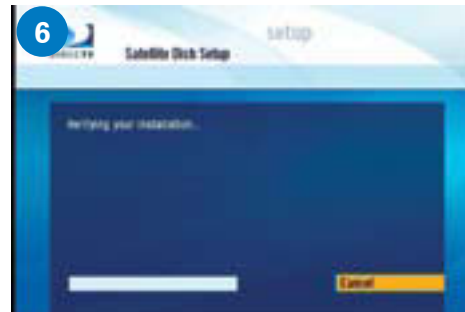 6
setup
DIRECTV
Satellite Dish Setup
Verifying your installation...
Cancel